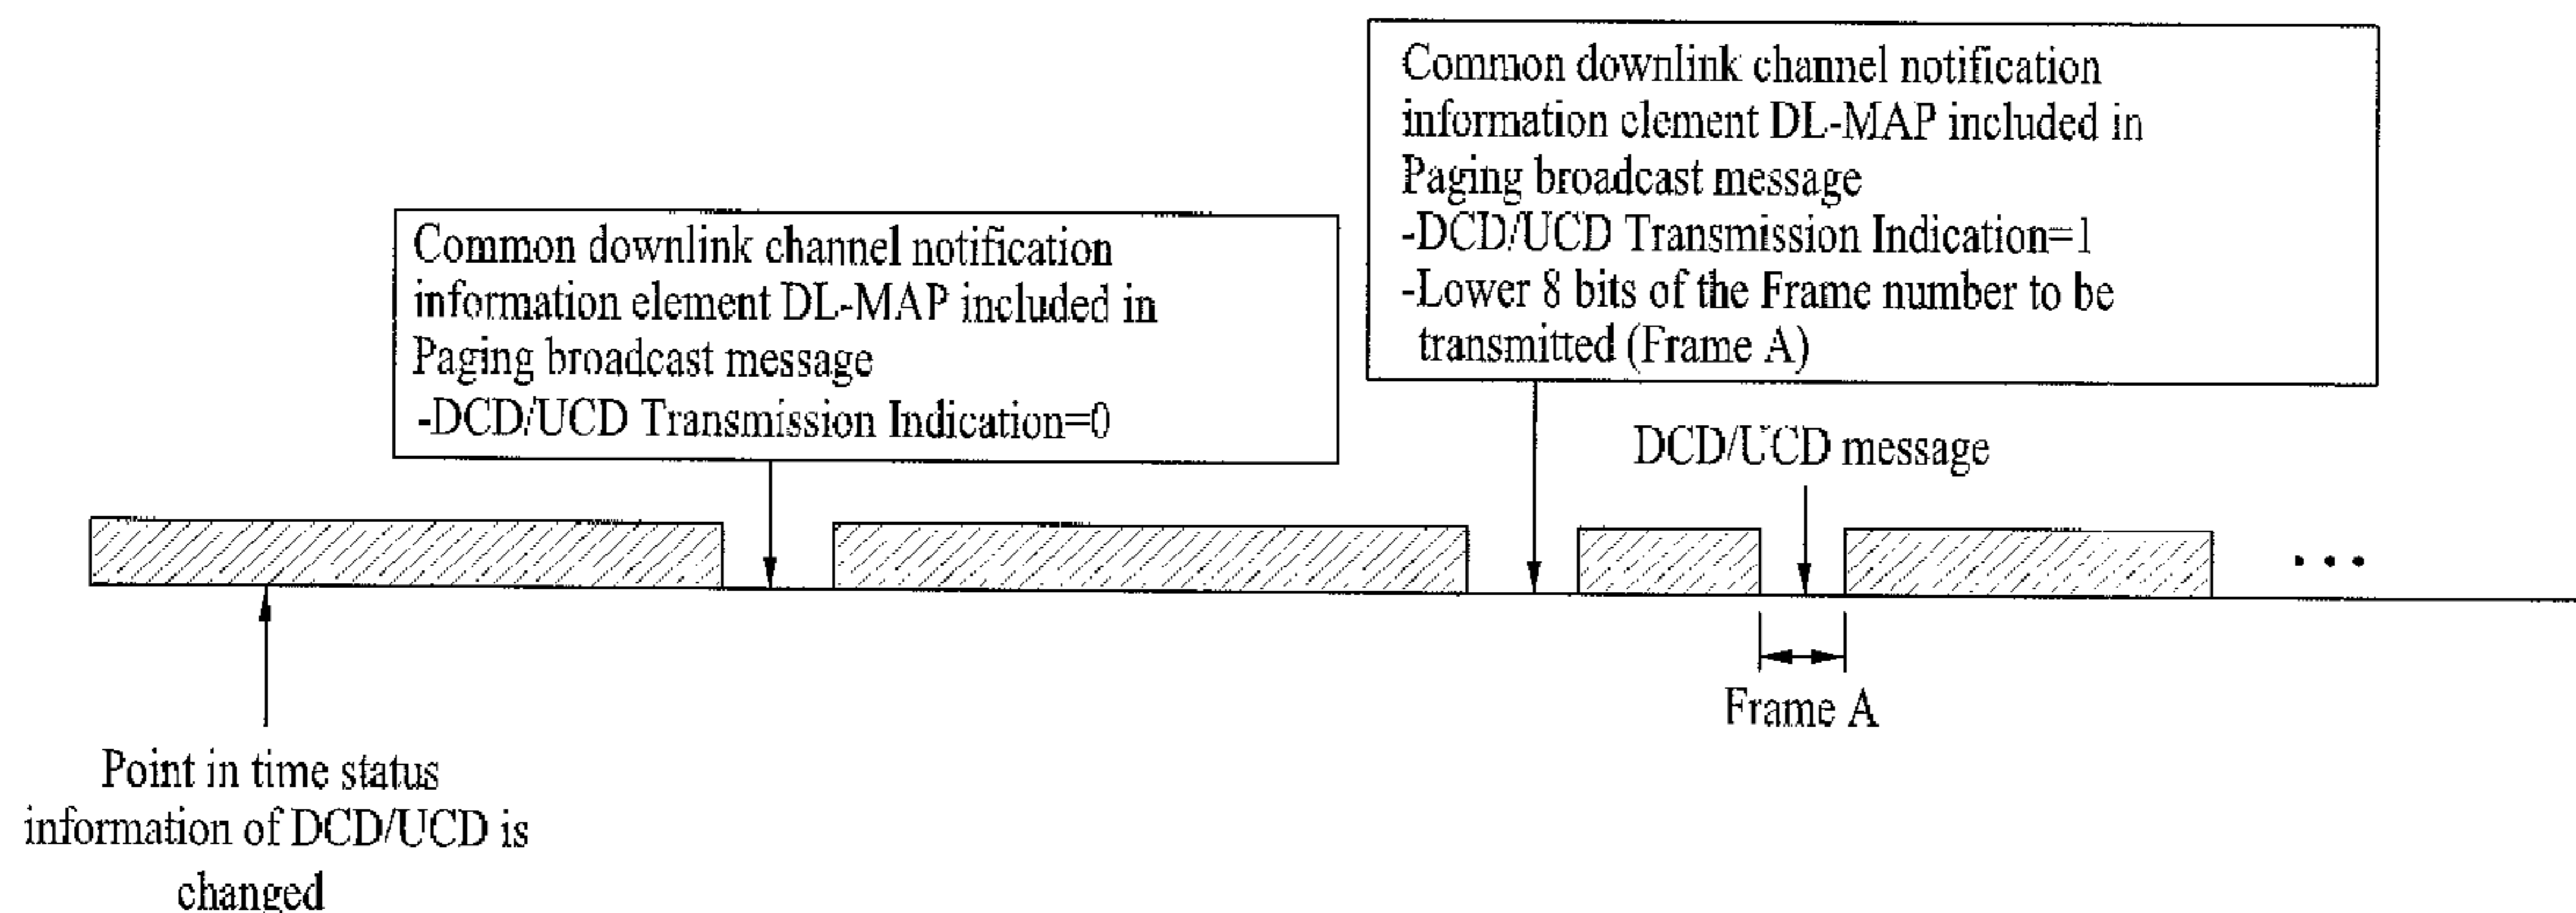 Common downlink channel notification
information element DL-MAP included in
Paging broadcast message
-DCD/UCD Transmission Indication=0
Common downlink channel notification
information element DL-MAP included in
Paging broadcast message
-DCD/UCD Transmission Indication=1
-Lower 8 bits of the Frame number to be
transmitted (Frame A)
DCD/UCD message
Frame A
Point in time status
information of DCD/UCD is
changed